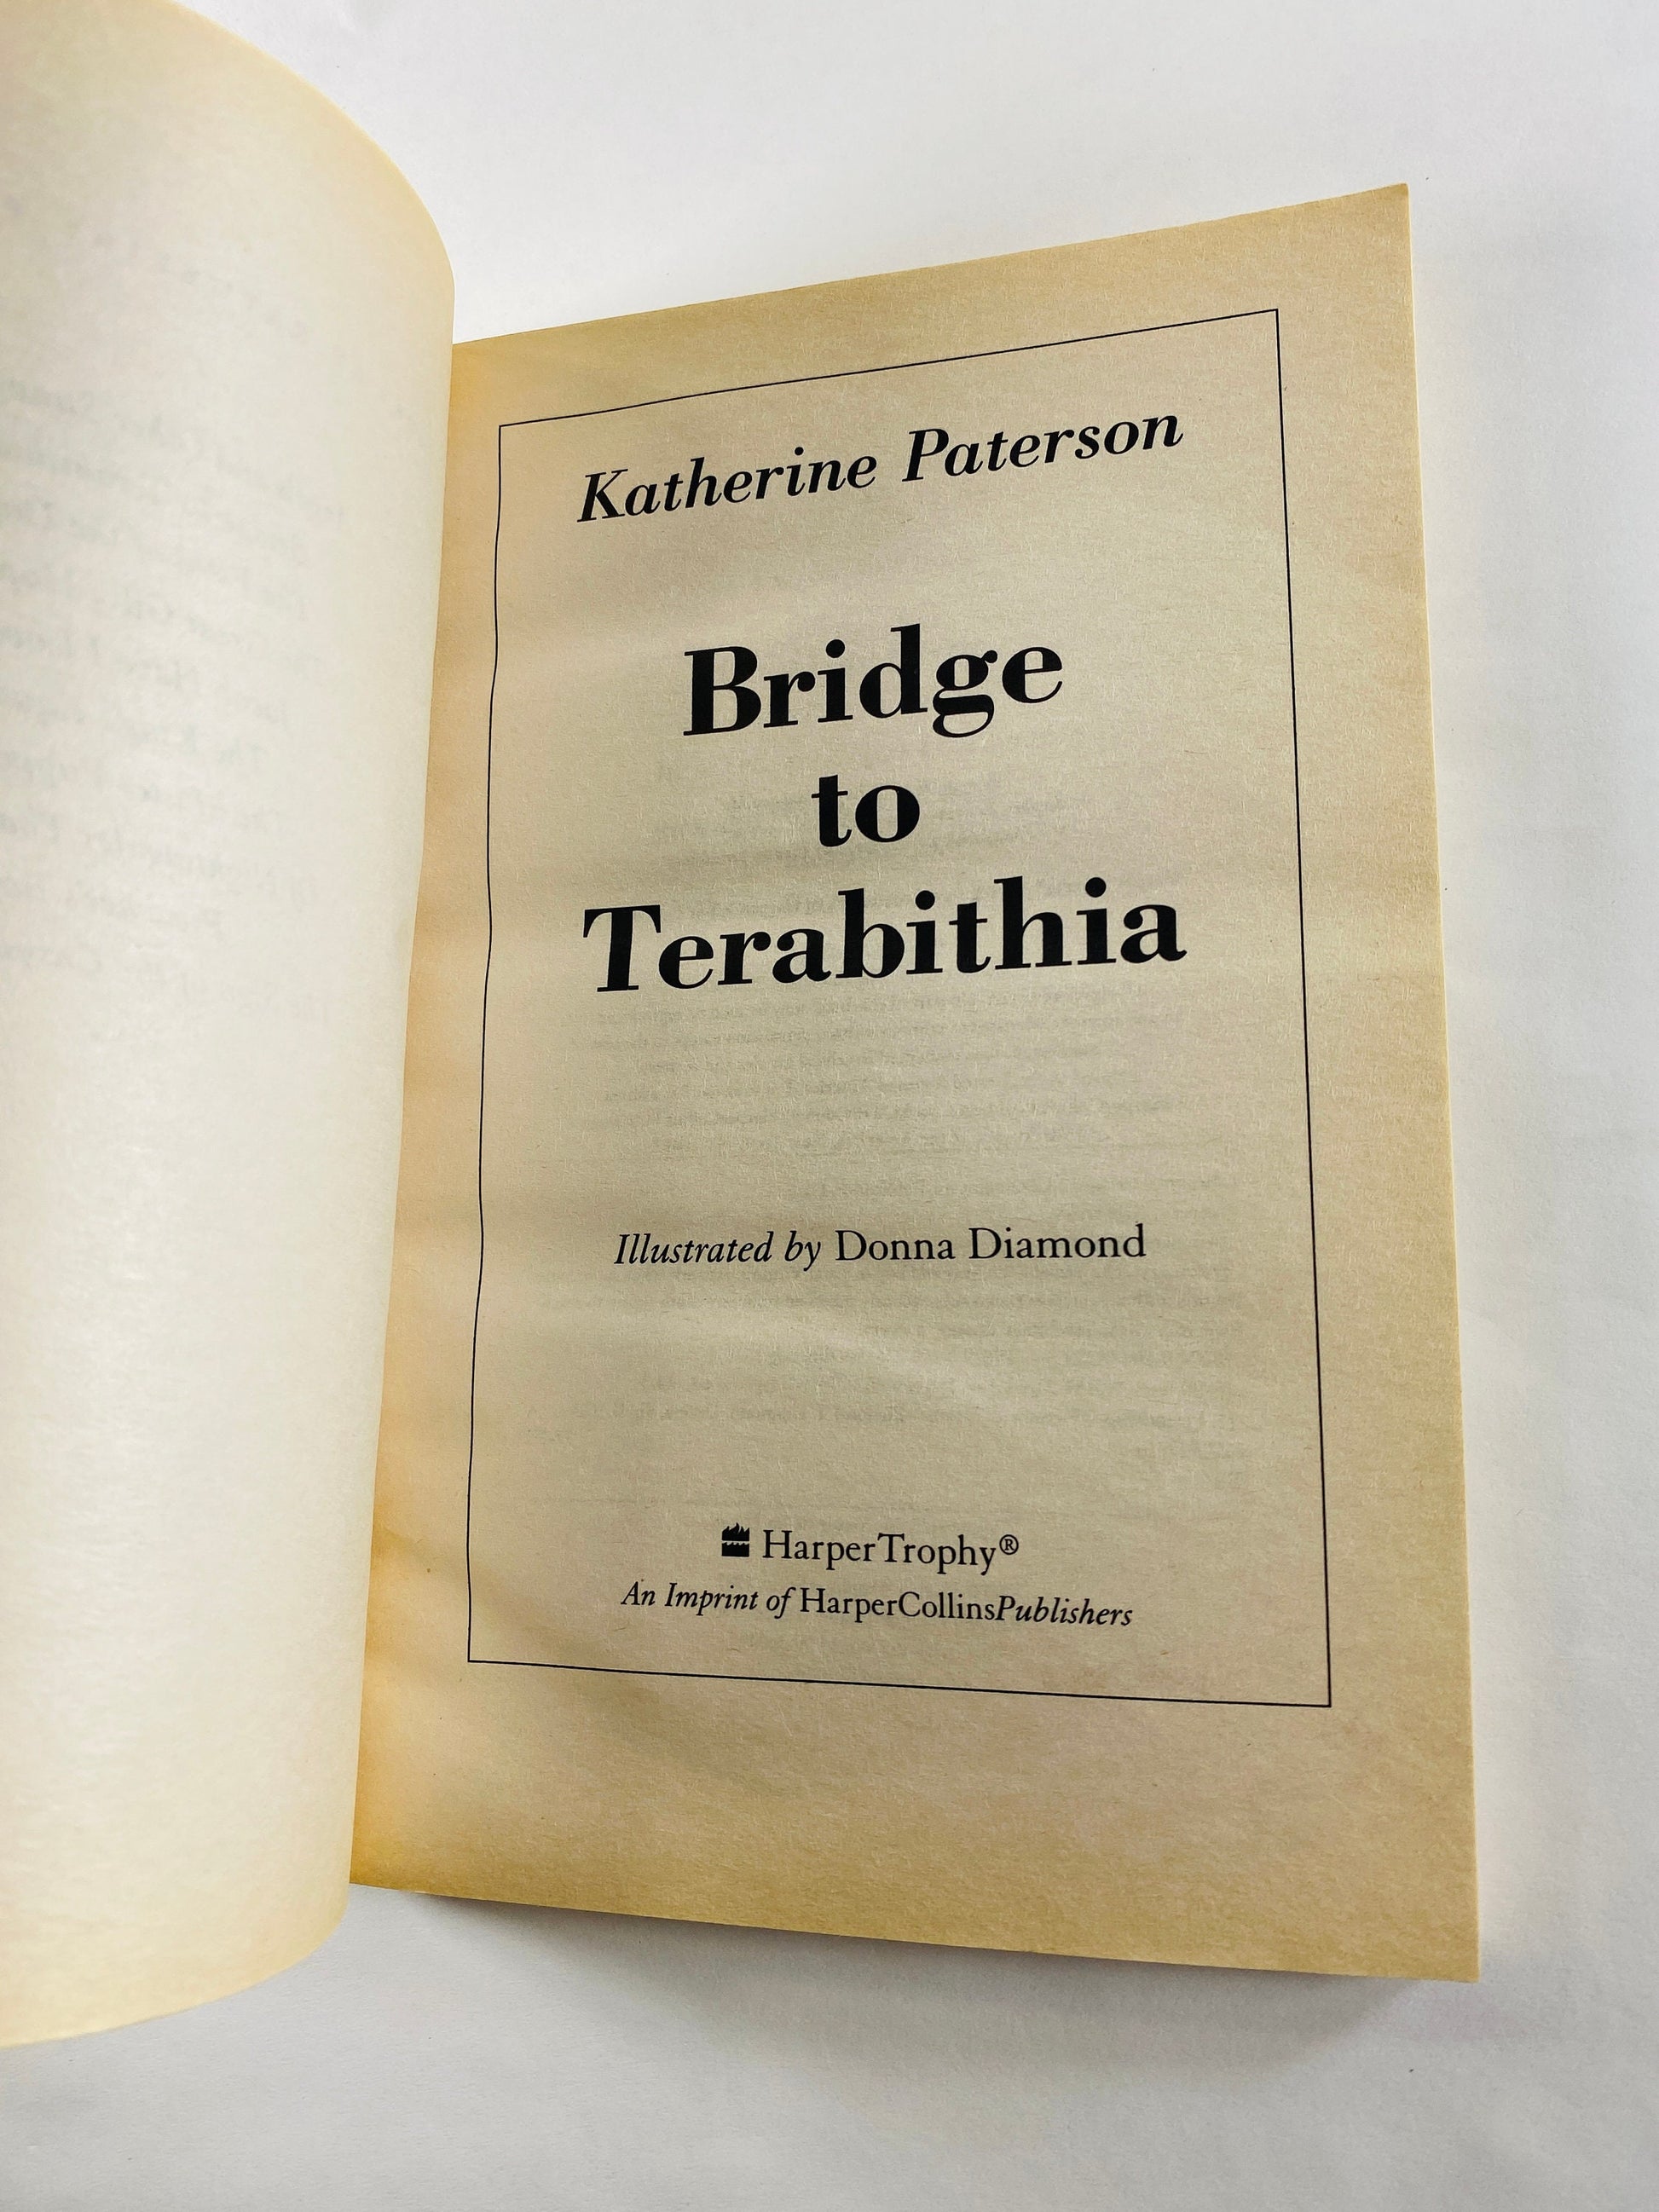 Katherine Paterson
Bridge
to
Terabithia
Illustrated by Donna Diamond
HarperTrophy®
An Imprint of HarperCollinsPublishers